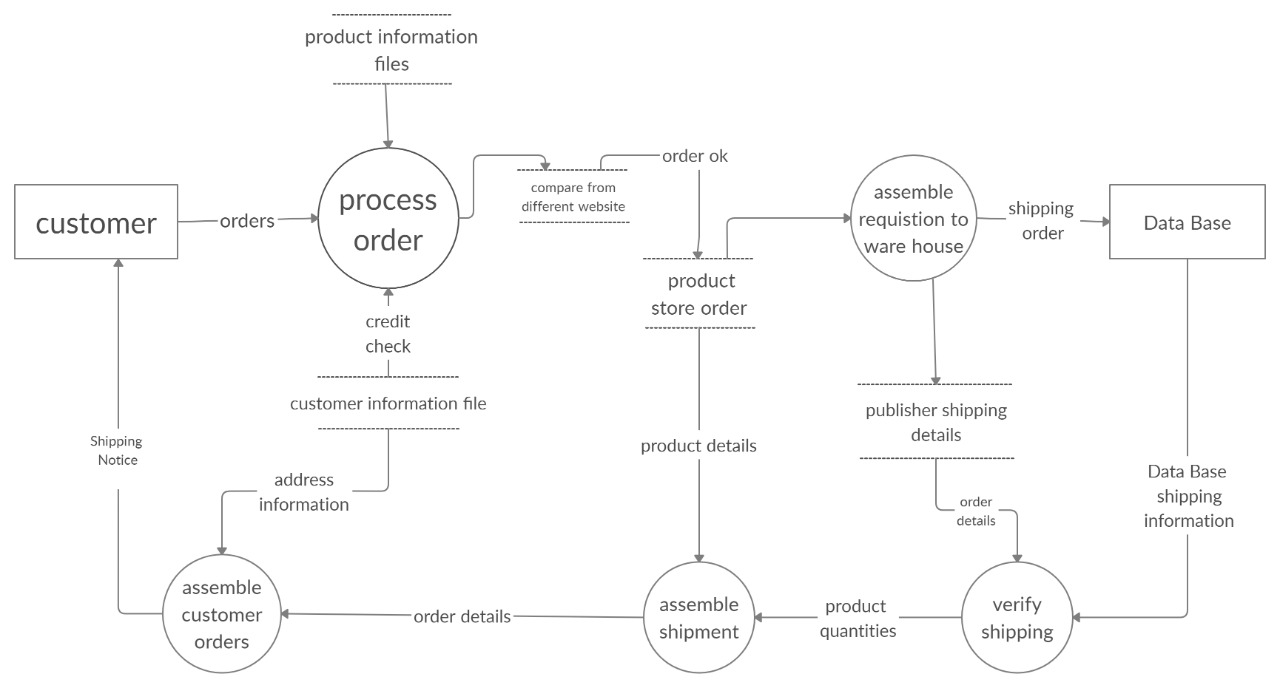 product information
files
customer
orders
process
order
compare from
different website
order ok
product
store order
assemble
requistion to
ware house
shipping
order
Data Base
credit
check
customer information file
address
information
Shipping
Notice
product details
publisher shipping
details
order
details
Data Base
shipping
information
assemble
customer
orders
order details
assemble
shipment
product
quantities
verify
shipping